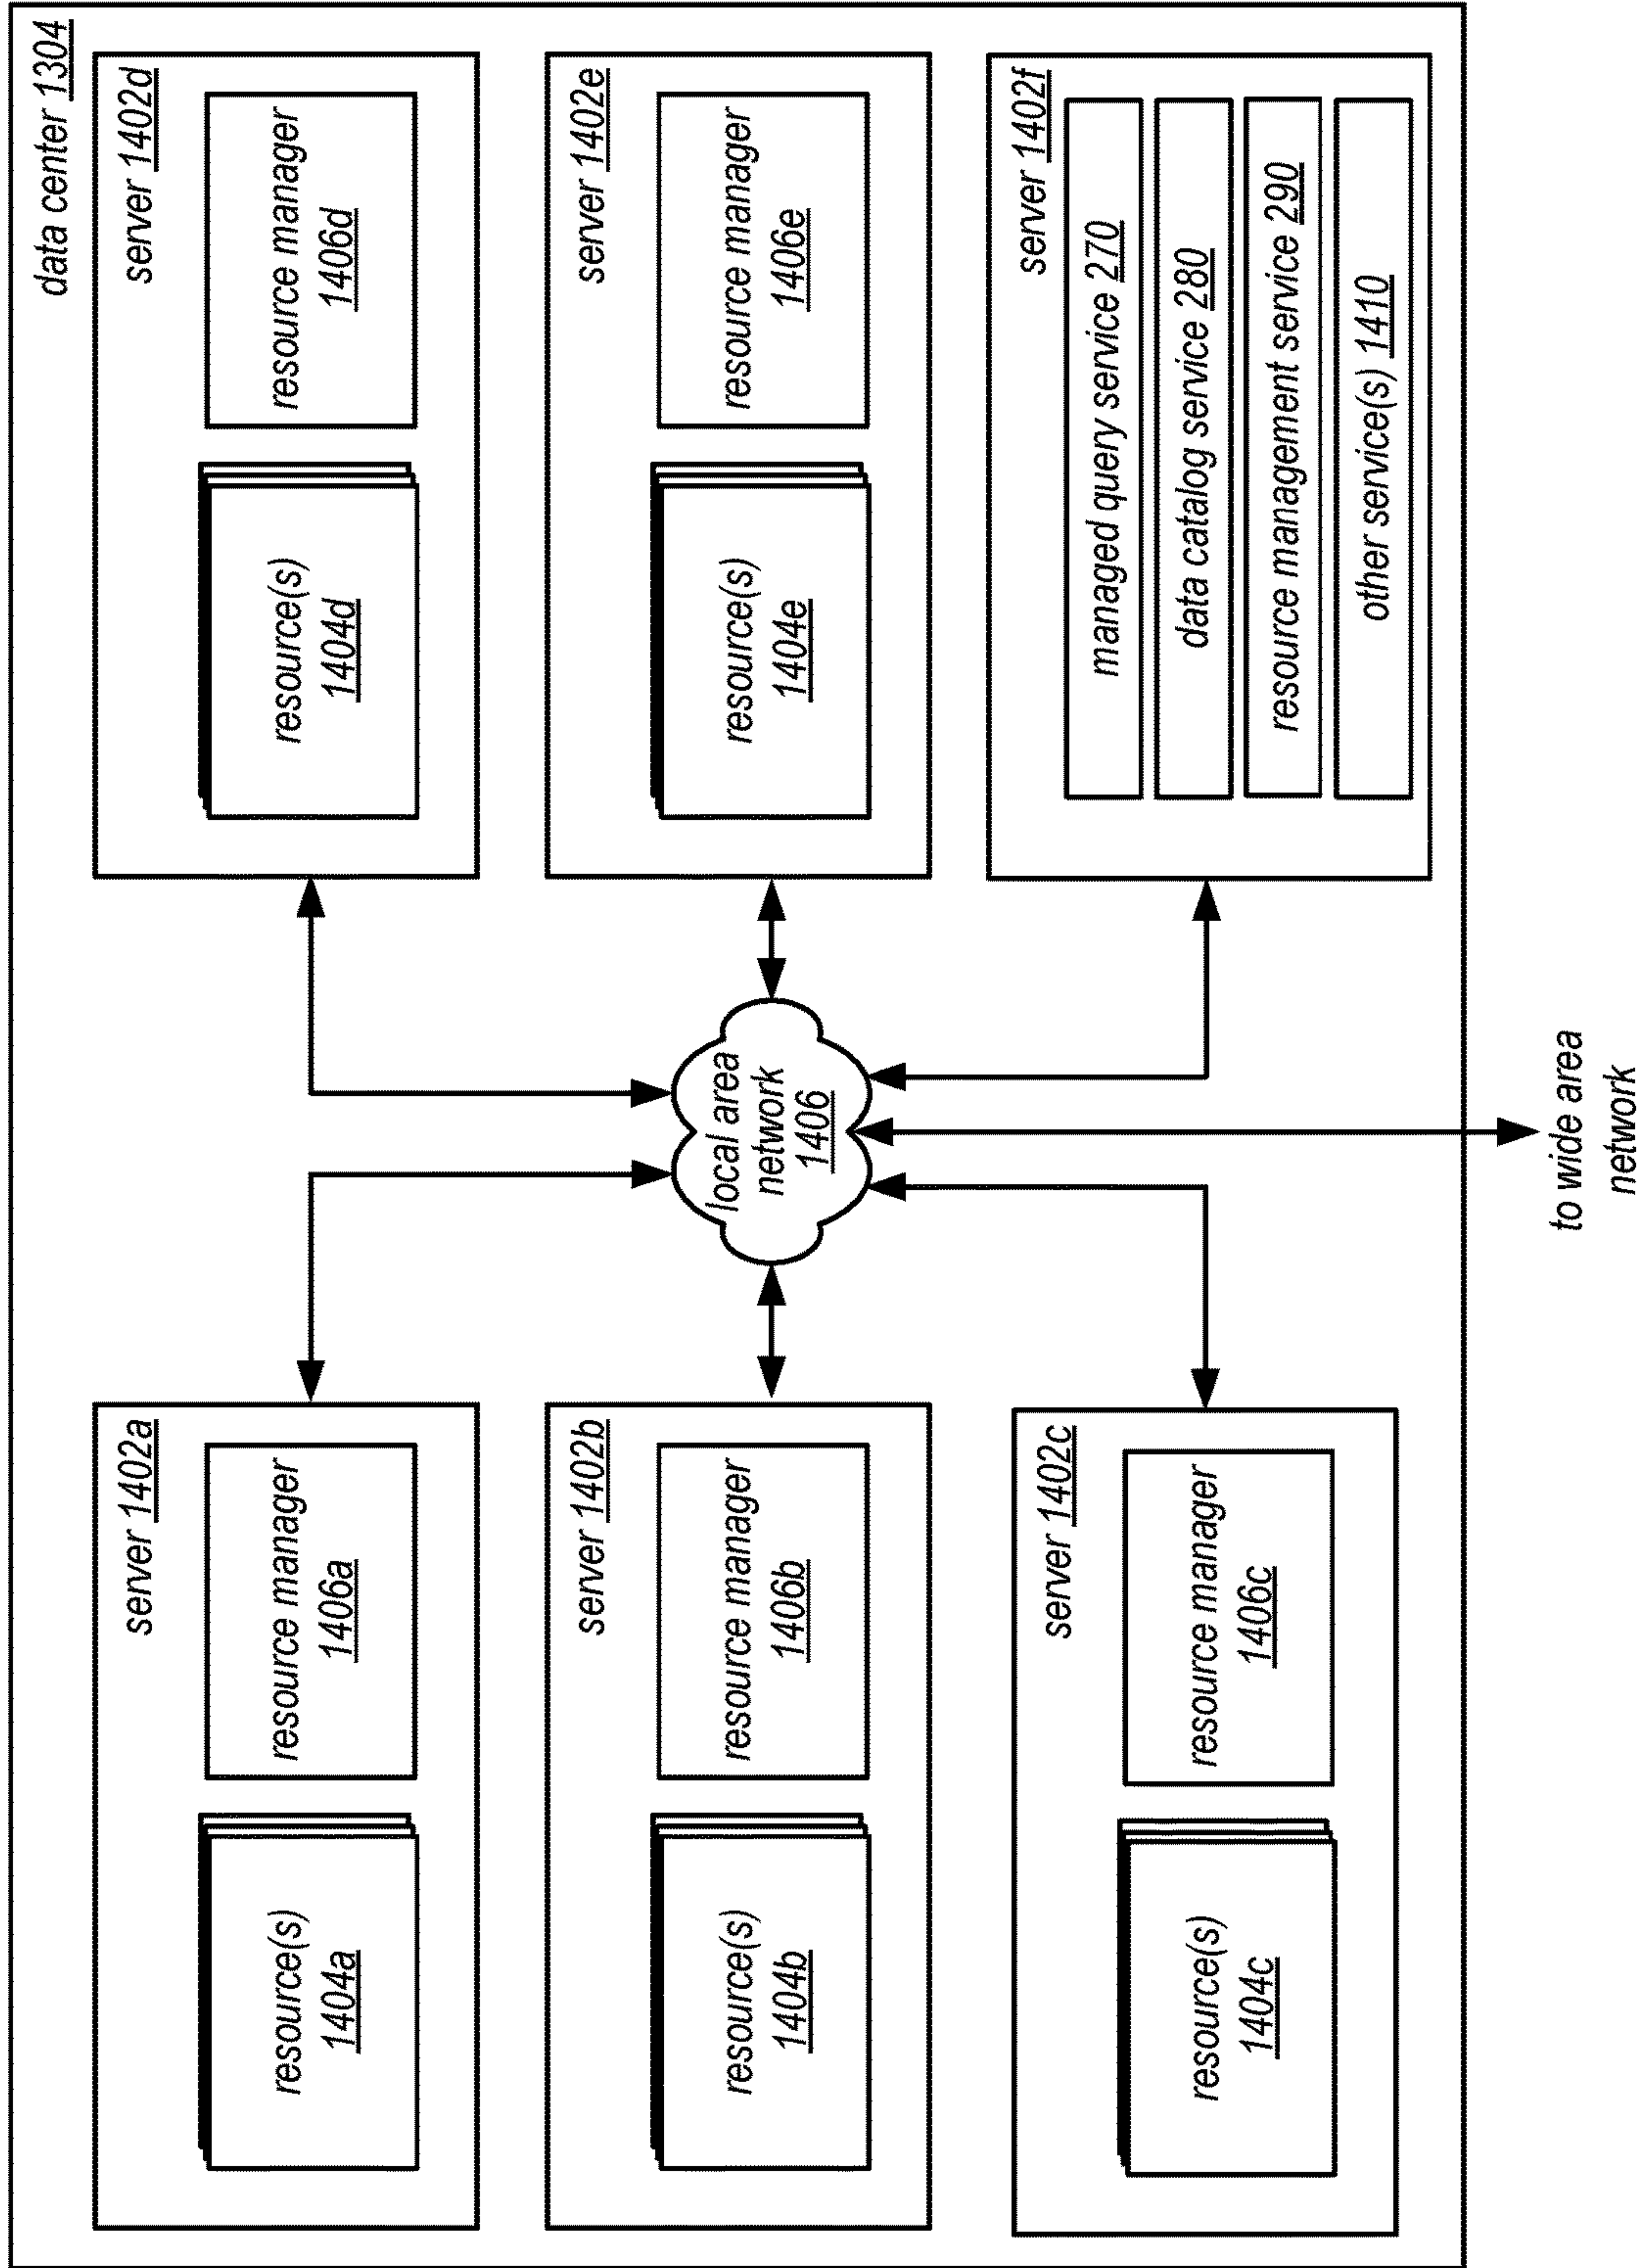 data center 1304
server 1402a
resource(s)
1404a
resource manager
1406a
server 1402b
resource(s)
1404b
resource manager
1406b
server 1402c
resource(s)
1404c
resource manager
1406c
local area
network
1406
server 1402d
resource(s)
1404d
resource manager
1406d
server 1402e
resource(s)
1404e
resource manager
1406e
server 1402f
managed query service 270
data catalog service 280
resource management service 290
other service(s) 1410
to wide area
network